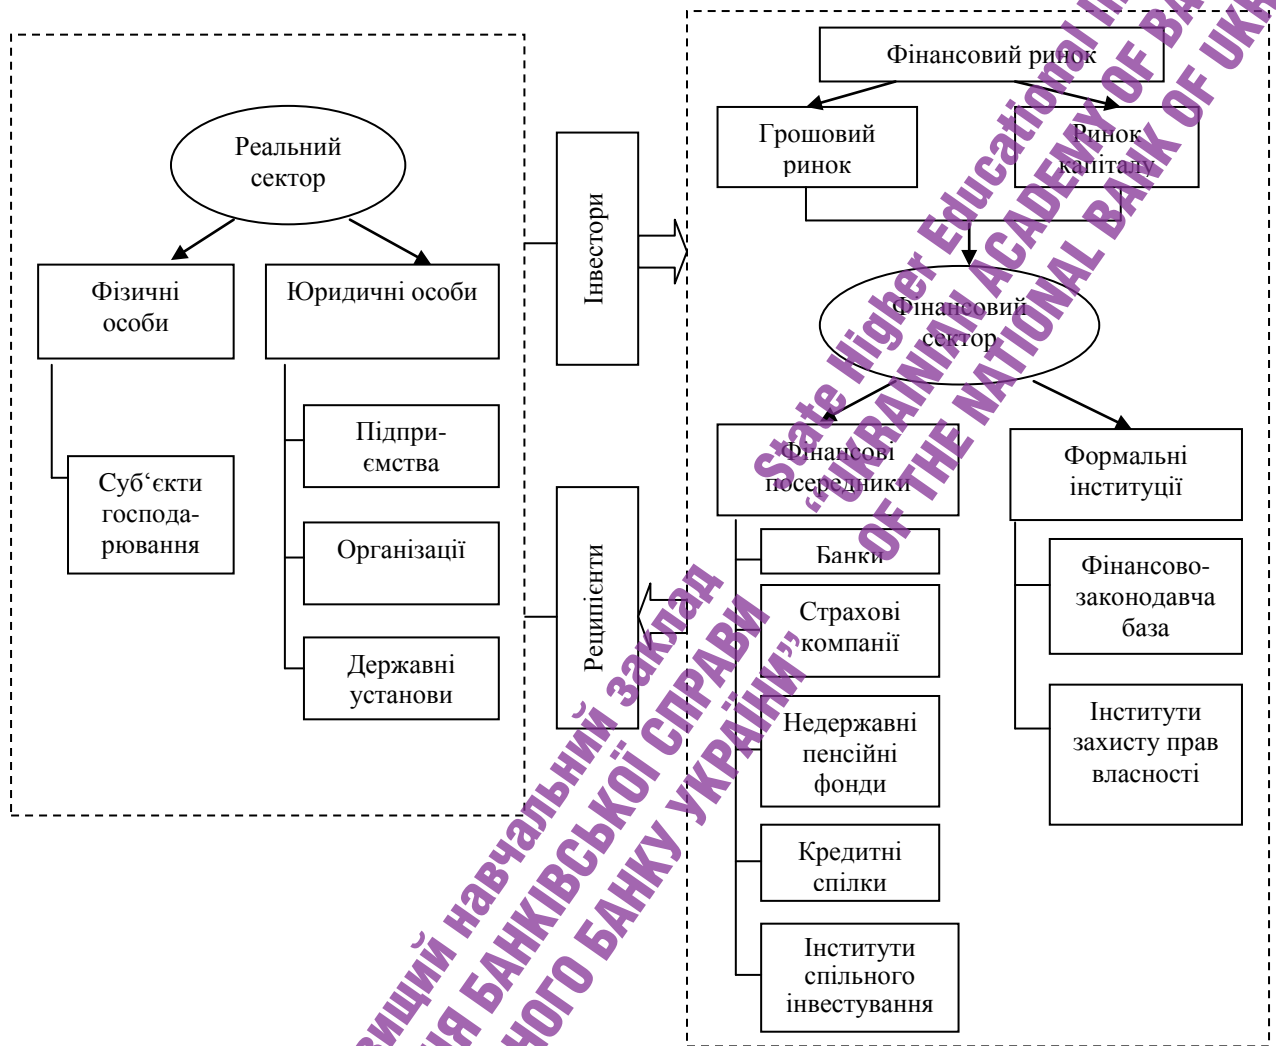 Реальний
сектор
Фізичні
особи
Юридичні особи
Суб‘єкти
господа-
рювання
Підпри-
ємства
Організації
Державні
установи
Інвестори
Реципієнти
Фінансовий ринок
Грошовий
ринок
Ринок
капіталу
Фінансовий
сектор
Фінансові
посередники
Формальні
інституції
Банки
Страхові
компанії
Недержавні
пенсійні
фонди
Кредитні
спілки
Інститути
спільного
інвестування
Фінансово-
законодавча
база
Інститути
захисту прав
власності
State Higher Educational
“UKRAINIAN ACADEMY OF
OF THE NATIONAL BANK OF
навчальний заклад
БАНКІВСЬКОЇ СПРАВИ
БАНКУ УКРАЇНИ”